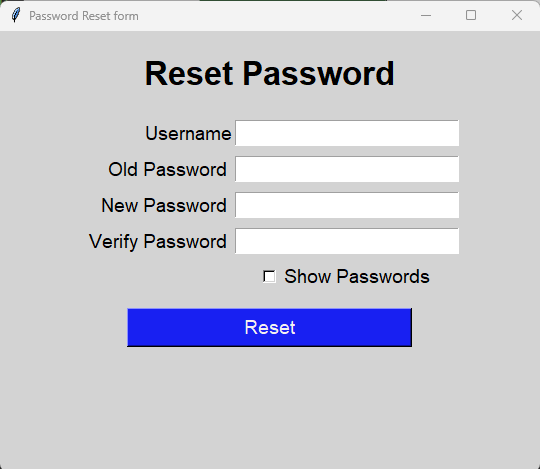 Password Reset form
Reset Password
Username
Old Password
New Password
Verify Password
Show Passwords
Reset